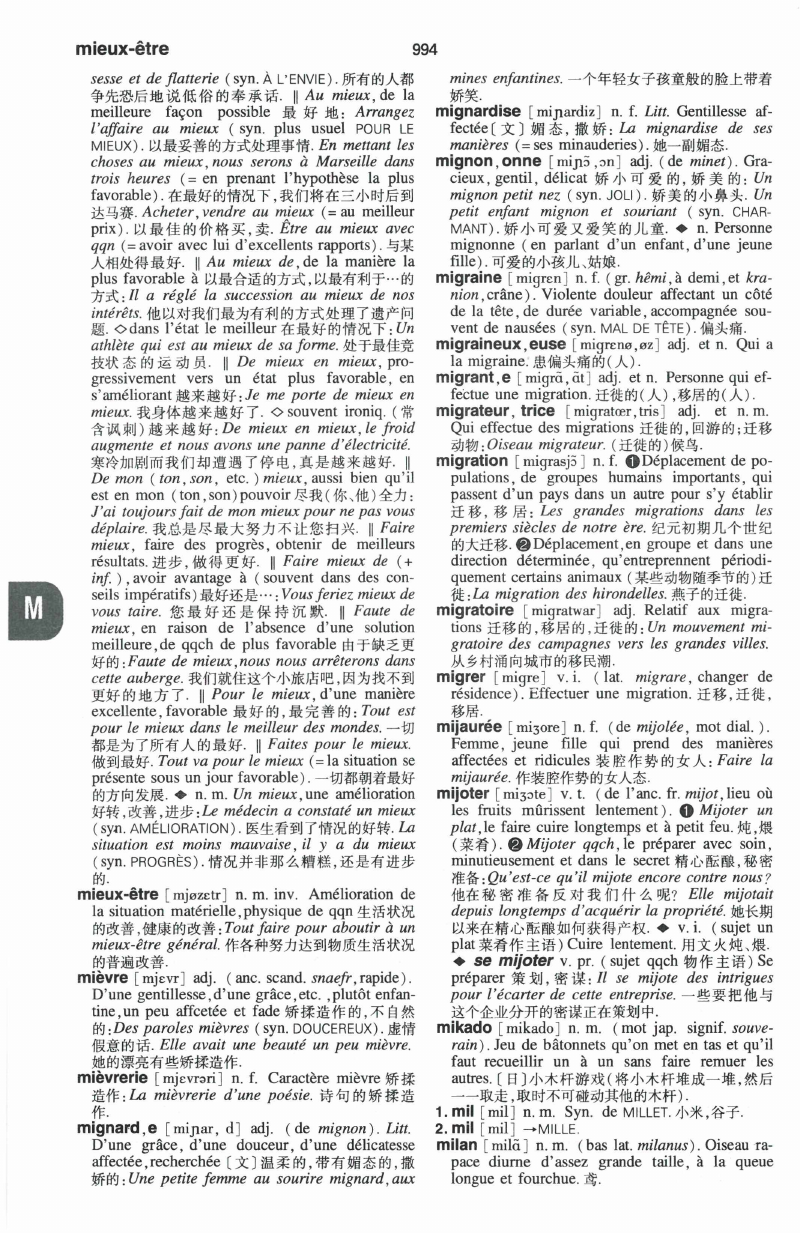 mieux-être
994
sesse et de flatterie (syn. À L'ENVIE). 所有的人都
争先恐后地说低俗的奉承话. ‖ Au mieux, de la
meilleure façon possible 最好地: Arrangez
l'affaire au mieux (syn. plus usuel POUR LE
MIEUX). 以最妥善的方式处理事情. En mettant les
choses au mieux, nous serons à Marseille dans
trois heures (= en prenant l'hypothèse la plus
favorable). 在最好的情况下,我们将在三小时后到
达马赛. Acheter, vendre au mieux (= au meilleur
prix). 以最佳的价格买,卖. Être au mieux avec
qqn (= avoir avec lui d'excellents rapports). 与某
人相处得最好. ‖ Au mieux de, de la manière la
plus favorable à 以最合适的方式,以最有利于…的
方式: Il a réglé la succession au mieux de nos
intérêts. 他以对我们最为有利的方式处理了遗产问
题. ◇dans l'état le meilleur 在最好的情况下: Un
athlète qui est au mieux de sa forme. 处于最佳竞
技状态的运动员. ‖ De mieux en mieux, pro-
gressivement vers un état plus favorable, en
s'améliorant 越来越好: Je me porte de mieux en
mieux. 我身体越来越好了. ◇ souvent ironiq. (常
含讽刺) 越来越好: De mieux en mieux, le froid
augmente et nous avons une panne d'électricité.
寒冷加剧而我们却遭遇了停电,真是越来越好. ‖
De mon (ton, son, etc.) mieux, aussi bien qu'il
est en mon (ton, son) pouvoir 尽我(你、他)全力:
J'ai toujours fait de mon mieux pour ne pas vous
déplaire. 我总是尽最大努力不让您扫兴. ‖ Faire
mieux, faire des progrès, obtenir de meilleurs
résultats. 进步,做得更好. ‖ Faire mieux de (+
inf.), avoir avantage à (souvent dans des con-
seils impératifs) 最好还是…: Vous feriez mieux de
vous taire. 您最好还是保持沉默. ‖ Faute de
mieux, en raison de l'absence d'une solution
meilleure, de qqch de plus favorable 由于缺乏更
好的: Faute de mieux, nous nous arrêterons dans
cette auberge. 我们就住这个小旅店吧,因为找不到
更好的地方了. ‖ Pour le mieux, d'une manière
excellente, favorable 最好的,最完善的: Tout est
pour le mieux dans le meilleur des mondes. 一切
都是为了所有人的最好. ‖ Faites pour le mieux.
做到最好. Tout va pour le mieux (= la situation se
présente sous un jour favorable). 一切都朝着最好
的方向发展. ◆ n. m. Un mieux, une amélioration
好转,改善,进步: Le médecin a constaté un mieux
(syn. AMÉLIORATION). 医生看到了情况的好转. La
situation est moins mauvaise, il y a du mieux
(syn. PROGRÈS). 情况并非那么糟糕,还是有进步
的.
mieux-être [mjøzɛtr] n. m. inv. Amélioration de
la situation matérielle, physique de qqn 生活状况
的改善,健康的改善: Tout faire pour aboutir à un
mieux-être général. 作各种努力达到物质生活状况
的普遍改善.
mièvre [mjɛvr] adj. (anc. scand. snaefr, rapide).
D'une gentillesse, d'une grâce, etc., plutôt enfan-
tine, un peu affcetée et fade 矫揉造作的,不自然
的: Des paroles mièvres (syn. DOUCEREUX). 虚情
假意的话. Elle avait une beauté un peu mièvre.
她的漂亮有些矫揉造作.
mièvrerie [mjɛvrəri] n. f. Caractère mièvre 矫揉
造作: La mièvrerie d'une poésie. 诗句的矫揉造
作.
mignard, e [miɲar, d] adj. (de mignon). Litt.
D'une grâce, d'une douceur, d'une délicatesse
affectée, recherchée [文] 温柔的,带有媚态的,撒
娇的: Une petite femme au sourire mignard, aux
M
mines enfantines. 一个年轻女子孩童般的脸上带着
娇笑.
mignardise [miɲardiz] n. f. Litt. Gentillesse af-
fectée [文] 媚态,撒娇: La mignardise de ses
manières (= ses minauderies). 她一副媚态.
mignon, onne [miɲɔ̃, ɔn] adj. (de minet). Gra-
cieux, gentil, délicat 娇小可爱的,娇美的: Un
mignon petit nez (syn. JOLI). 娇美的小鼻头. Un
petit enfant mignon et souriant (syn. CHAR-
MANT). 娇小可爱又爱笑的儿童. ◆ n. Personne
mignonne (en parlant d'un enfant, d'une jeune
fille). 可爱的小孩儿、姑娘.
migraine [migrɛn] n. f. (gr. hêmi, à demi, et kra-
nion, crâne). Violente douleur affectant un côté
de la tête, de durée variable, accompagnée sou-
vent de nausées (syn. MAL DE TÊTE). 偏头痛.
migraineux, euse [migrɛnø, øz] adj. et n. Qui a
la migraine. 患偏头痛的(人).
migrant, e [migrɑ̃, ɑ̃t] adj. et n. Personne qui ef-
fectue une migration. 迁徙的(人),移居的(人).
migrateur, trice [migratœr, tris] adj. et n. m.
Qui effectue des migrations 迁徙的,回游的;迁移
动物: Oiseau migrateur. (迁徙的)候鸟.
migration [migrasjɔ̃] n. f. ❶Déplacement de po-
pulations, de groupes humains importants, qui
passent d'un pays dans un autre pour s'y établir
迁移,移居: Les grandes migrations dans les
premiers siècles de notre ère. 纪元初期几个世纪
的大迁移. ❷Déplacement, en groupe et dans une
direction déterminée, qu'entreprennent périodi-
quement certains animaux (某些动物随季节的)迁
徙: La migration des hirondelles. 燕子的迁徙.
migratoire [migratwar] adj. Relatif aux migra-
tions 迁移的,移居的,迁徙的: Un mouvement mi-
gratoire des campagnes vers les grandes villes.
从乡村涌向城市的移民潮.
migrer [migre] v. i. (lat. migrare, changer de
résidence). Effectuer une migration. 迁移,迁徙,
移居.
mijaurée [miʒore] n. f. (de mijolée, mot dial.).
Femme, jeune fille qui prend des manières
affectées et ridicules 装腔作势的女人: Faire la
mijaurée. 作装腔作势的女人态.
mijoter [miʒɔte] v. t. (de l'anc. fr. mijot, lieu où
les fruits mûrissent lentement). ❶ Mijoter un
plat, le faire cuire longtemps et à petit feu. 炖,煨
(菜肴). ❷ Mijoter qqch, le préparer avec soin,
minutieusement et dans le secret 精心酝酿,秘密
准备: Qu'est-ce qu'il mijote encore contre nous?
他在秘密准备反对我们什么呢? Elle mijotait
depuis longtemps d'acquérir la propriété. 她长期
以来在精心酝酿如何获得产权. ◆ v. i. (sujet un
plat 菜肴作主语) Cuire lentement. 用文火炖、煨.
◆ se mijoter v. pr. (sujet qqch 物作主语) Se
préparer 策划,密谋: Il se mijote des intrigues
pour l'écarter de cette entreprise. 一些要把他与
这个企业分开的密谋正在策划中.
mikado [mikado] n. m. (mot jap. signif. souve-
rain). Jeu de bâtonnets qu'on met en tas et qu'il
faut recueillir un à un sans faire remuer les
autres. [日]小木杆游戏(将小木杆堆成一堆,然后
一一取走,取时不可碰动其他的木杆).
1. mil [mil] n. m. Syn. de MILLET. 小米,谷子.
2. mil [mil] →MILLE.
milan [milɑ̃] n. m. (bas lat. milanus). Oiseau ra-
pace diurne d'assez grande taille, à la queue
longue et fourchue. 鸢.